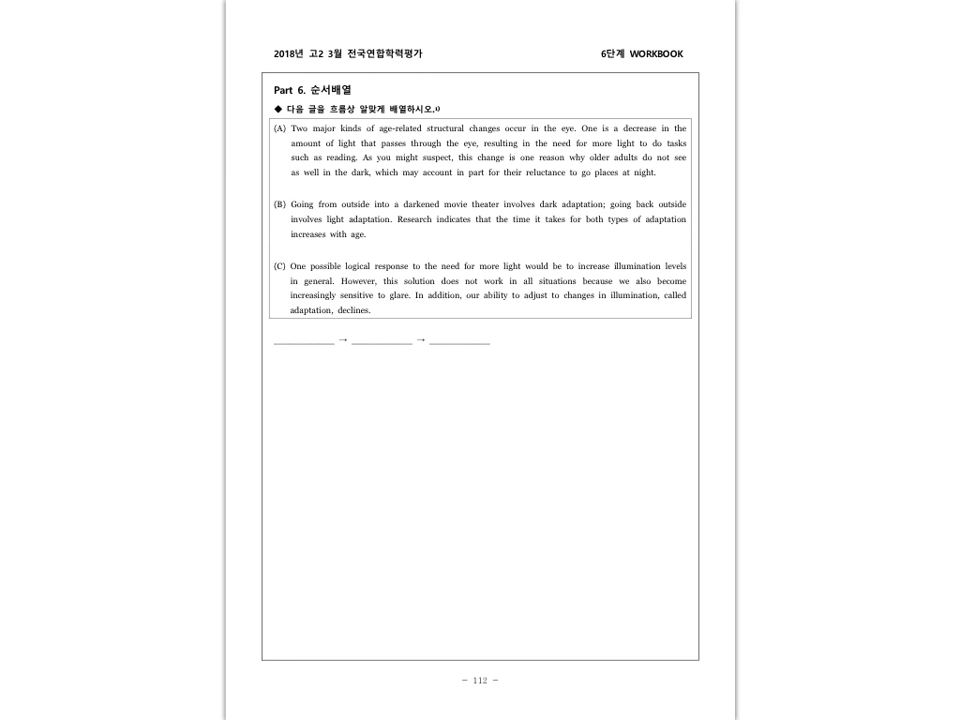 2018년 고2 3월 전국연합학력평가
6단계 WORKBOOK
Part 6. 순서배열
◆ 다음 글을 흐름상 알맞게 배열하시오.1)
(A) Two major kinds of age-related structural changes occur in the eye. One is a decrease in the
amount of light that passes through the eye, resulting in the need for more light to do tasks
such as reading. As you might suspect, this change is one reason why older adults do not see
as well in the dark, which may account in part for their reluctance to go places at night.
(B) Going from outside into a darkened movie theater involves dark adaptation; going back outside
involves light adaptation. Research indicates that the time it takes for both types of adaptation
increases with age.
(C) One possible logical response to the need for more light would be to increase illumination levels
in general. However, this solution does not work in all situations because we also become
increasingly sensitive to glare. In addition, our ability to adjust to changes in illumination, called
adaptation, declines.
____________ → ____________ → ____________
- 112 -